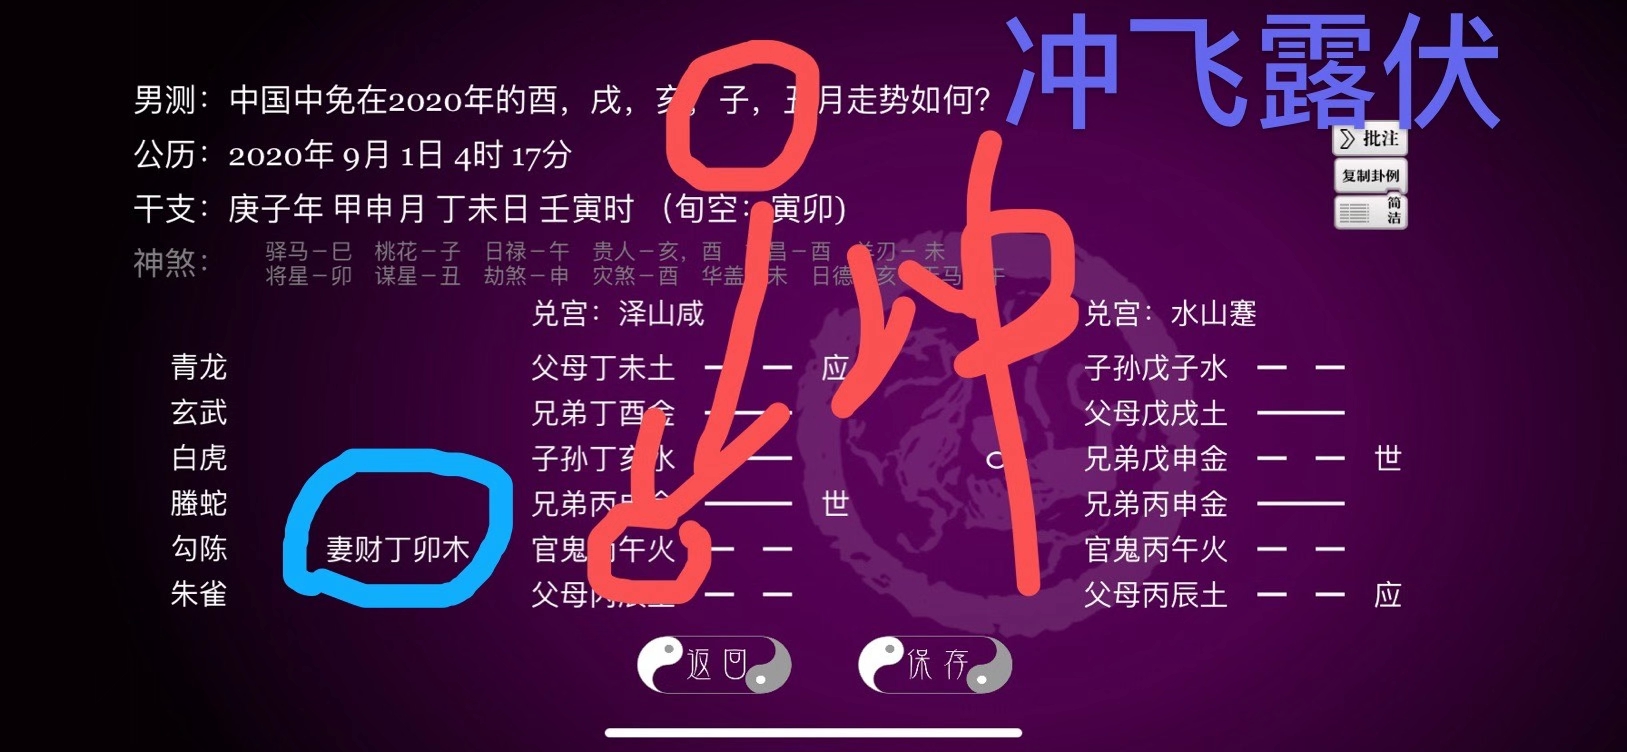 冲飞露伏
男测：中国中免在2020年的酉，戌，亥，子，丑月走势如何？
公历：2020年 9月 1日 4时 17分
干支：庚子年 甲申月 丁未日 壬寅时 （旬空：寅卯）
批注
复制卦例
简洁
神煞：
驿马－巳 桃花－子 日禄－午 贵人－亥，酉 昌－酉 羊刃－未
将星－卯 谋星－丑 劫煞－申 灾煞－酉 华盖 未 日德 亥 天马 午
冲
兑宫：泽山咸 兑宫：水山蹇
青龙 父母丁未土 应 子孙戊子水
玄武 兄弟丁酉金 父母戊戌土
白虎 子孙丁亥水 兄弟戊申金 世
螣蛇 兄弟丙申金 世 兄弟丙申金
勾陈 妻财丁卯木 官鬼丙午火 官鬼丙午火
朱雀 父母丙辰土 父母丙辰土 应
返回 保存